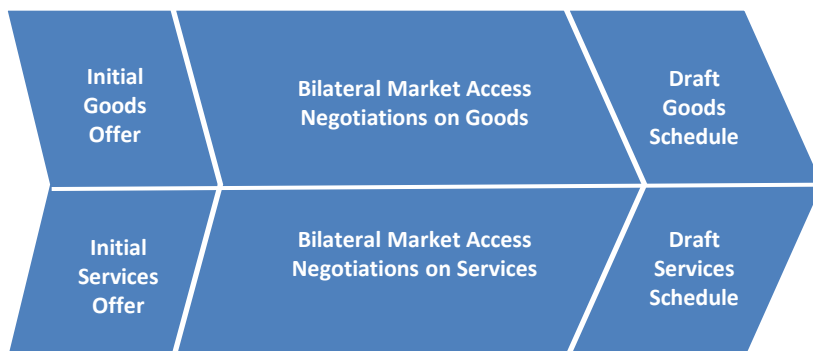 Initial
Goods
Offer
Bilateral Market Access
Negotiations on Goods
Draft
Goods
Schedule
Initial
Services
Offer
Bilateral Market Access
Negotiations on Services
Draft
Services
Schedule